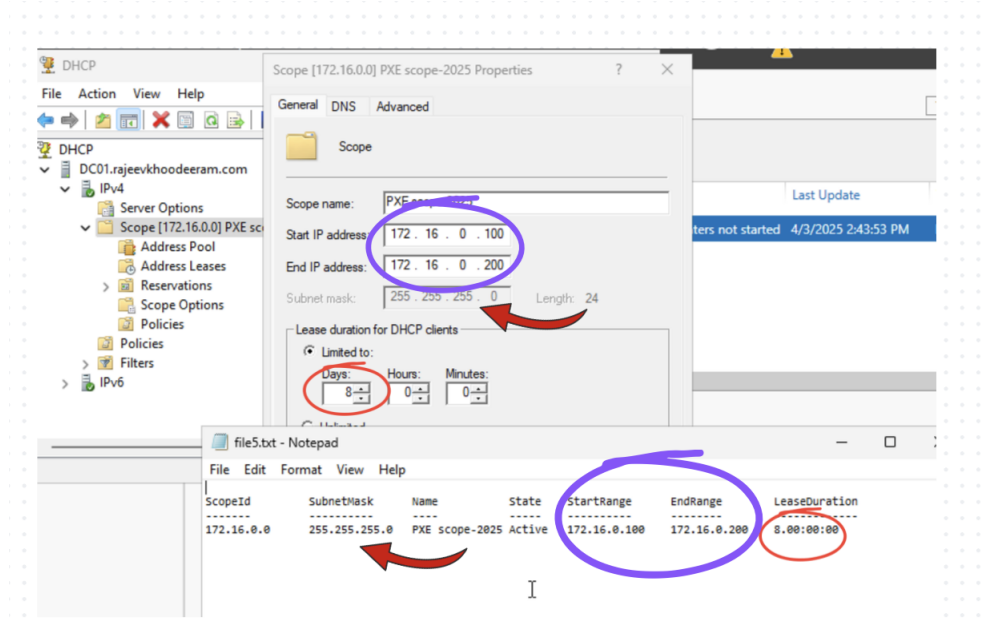 DHCP
File Action View Help
DHCP
DC01.rajeevkhoodeeram.com
IPv4
Server Options
Scope [172.16.0.0] PXE sc
Address Pool
Address Leases
Reservations
Scope Options
Policies
Policies
Filters
IPv6
Scope [172.16.0.0] PXE scope-2025 Properties ? ×
General DNS Advanced
Scope
Scope name: PXE
Start IP address: 172 . 16 . 0 . 100
End IP address: 172 . 16 . 0 . 200
Subnet mask: 255 . 255 . 255 . 0 Length: 24
Lease duration for DHCP clients
Limited to:
Days: Hours: Minutes:
8 0 0
Unlimited
Last Update
ters not started 4/3/2025 2:43:53 PM
file5.txt - Notepad
File Edit Format View Help
ScopeId SubnetMask Name State StartRange EndRange LeaseDuration
------- ---------- ---- ----- ---------- -------- -------------
172.16.0.0 255.255.255.0 PXE scope-2025 Active 172.16.0.100 172.16.0.200 8.00:00:00